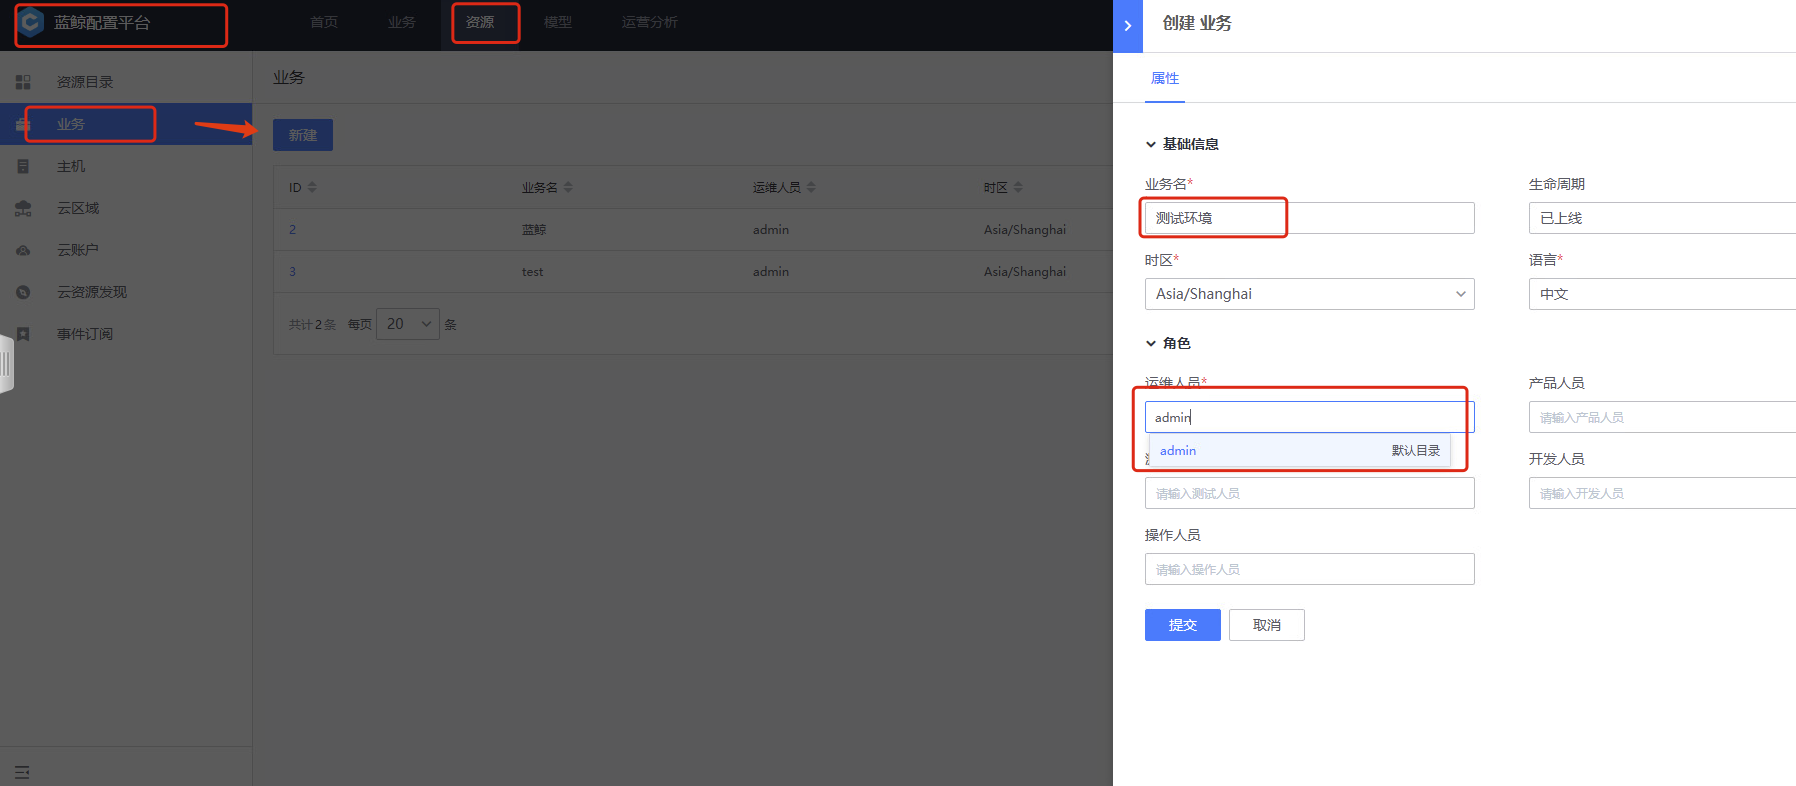 蓝鲸配置平台
首页
业务
资源
模型
运营分析
资源目录
业务
主机
云区域
云账户
云资源发现
事件订阅
业务
新建
ID 业务名 运维人员 时区
2 蓝鲸 admin Asia/Shanghai
3 test admin Asia/Shanghai
共计2条 每页 20 条
创建 业务
属性
基础信息
业务名* 生命周期
测试环境 已上线
时区* 语言*
Asia/Shanghai 中文
角色
运维人员* 产品人员
admin 请输入产品人员
admin 默认目录
开发人员
请输入测试人员 请输入开发人员
操作人员
请输入操作人员
提交 取消